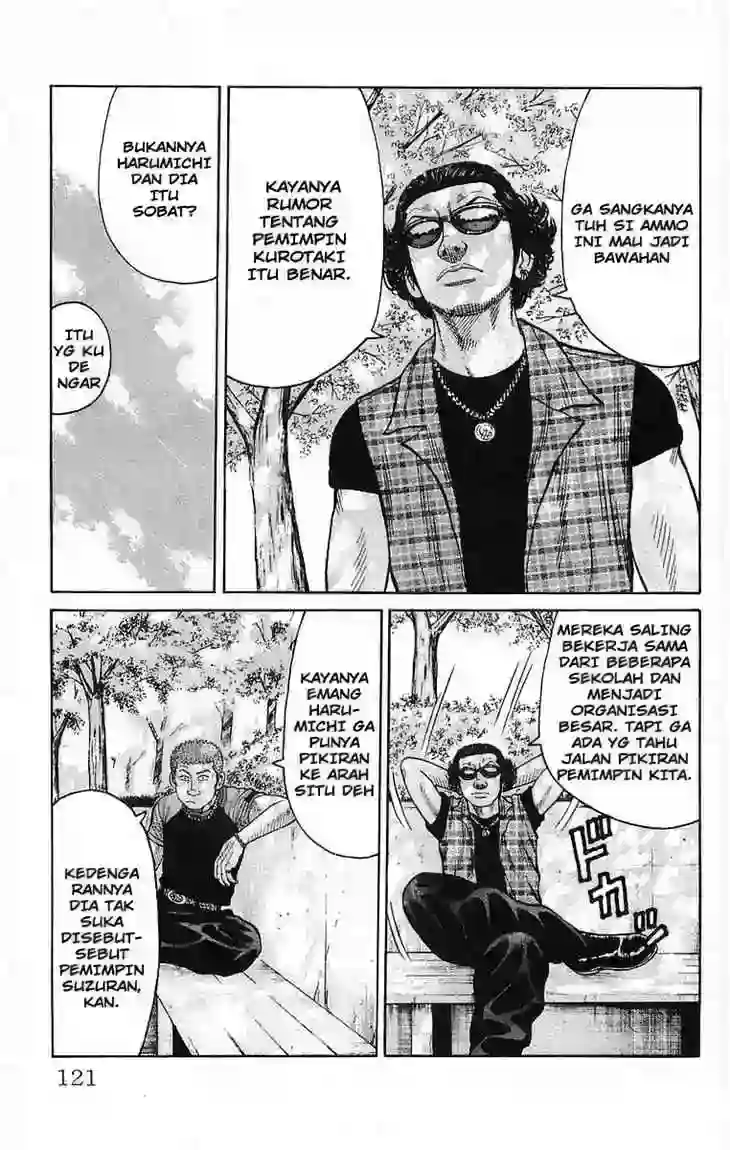 GA SANGKANYA
TUH SI AMMO
INI MAU JADI
BAWAHAN
KAYANYA
RUMOR
TENTANG
PEMIMPIN
KUROTAKI
ITU BENAR.
BUKANNYA
HARUMICHI
DAN DIA
ITU
SOBAT?
ITU
YG KU
DE
NGAR
MEREKA SALING
BEKERJA SAMA
DARI BEBERAPA
SEKOLAH DAN
MENJADI
ORGANISASI
BESAR. TAPI GA
ADA YG TAHU
JALAN PIKIRAN
PEMIMPIN KITA.
ドカッ
KAYANYA
EMANG
HARU-
MICHI GA
PUNYA
PIKIRAN
KE ARAH
SITU DEH
KEDENGA
RANNYA
DIA TAK
SUKA
DISEBUT-
SEBUT
PEMIMPIN
SUZURAN,
KAN.
121